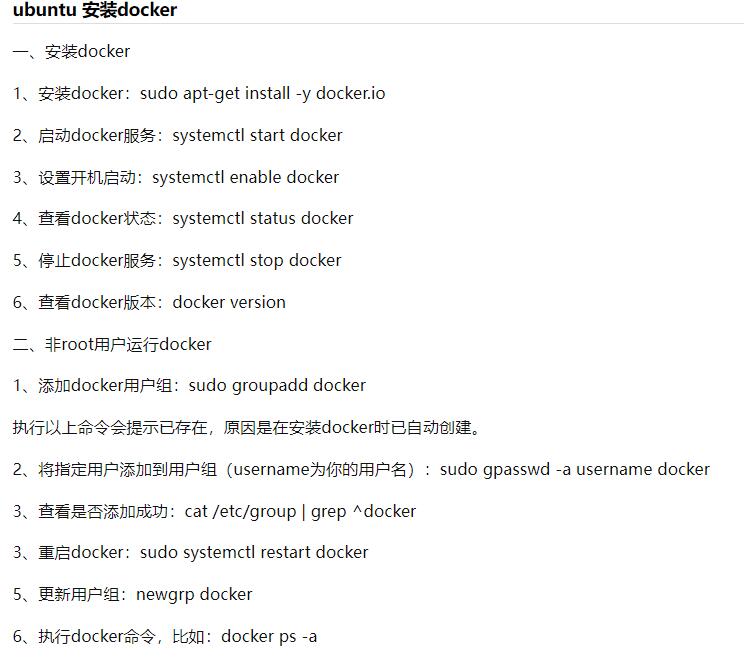 ubuntu 安装docker
一、安装docker
1、安装docker：sudo apt-get install -y docker.io
2、启动docker服务：systemctl start docker
3、设置开机启动：systemctl enable docker
4、查看docker状态：systemctl status docker
5、停止docker服务：systemctl stop docker
6、查看docker版本：docker version
二、非root用户运行docker
1、添加docker用户组：sudo groupadd docker
执行以上命令会提示已存在，原因是在安装docker时已自动创建。
2、将指定用户添加到用户组（username为你的用户名）：sudo gpasswd -a username docker
3、查看是否添加成功：cat /etc/group | grep ^docker
3、重启docker：sudo systemctl restart docker
5、更新用户组：newgrp docker
6、执行docker命令，比如：docker ps -a